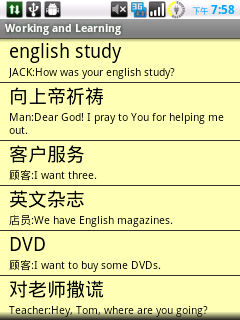 下午 7:58
Working and Learning
english study
JACK:How was your english study?
向上帝祈祷
Man:Dear God! I pray to You for helping me
out.
客户服务
顾客:I want three.
英文杂志
店员:We have English magazines.
DVD
顾客:I want to buy some DVDs.
对老师撒谎
Teacher:Hey, Tom, where are you going?